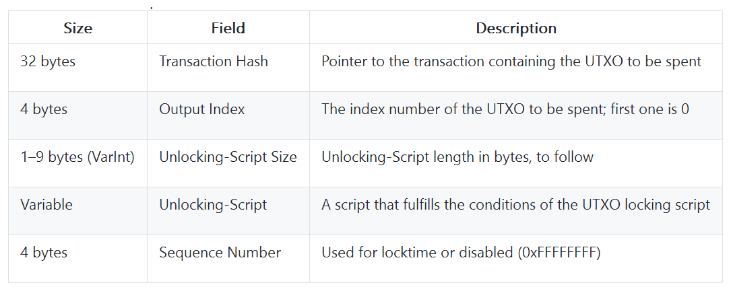 Size Field Description
32 bytes Transaction Hash Pointer to the transaction containing the UTXO to be spent
4 bytes Output Index The index number of the UTXO to be spent; first one is 0
1–9 bytes (VarInt) Unlocking-Script Size Unlocking-Script length in bytes, to follow
Variable Unlocking-Script A script that fulfills the conditions of the UTXO locking script
4 bytes Sequence Number Used for locktime or disabled (0xFFFFFFFF)